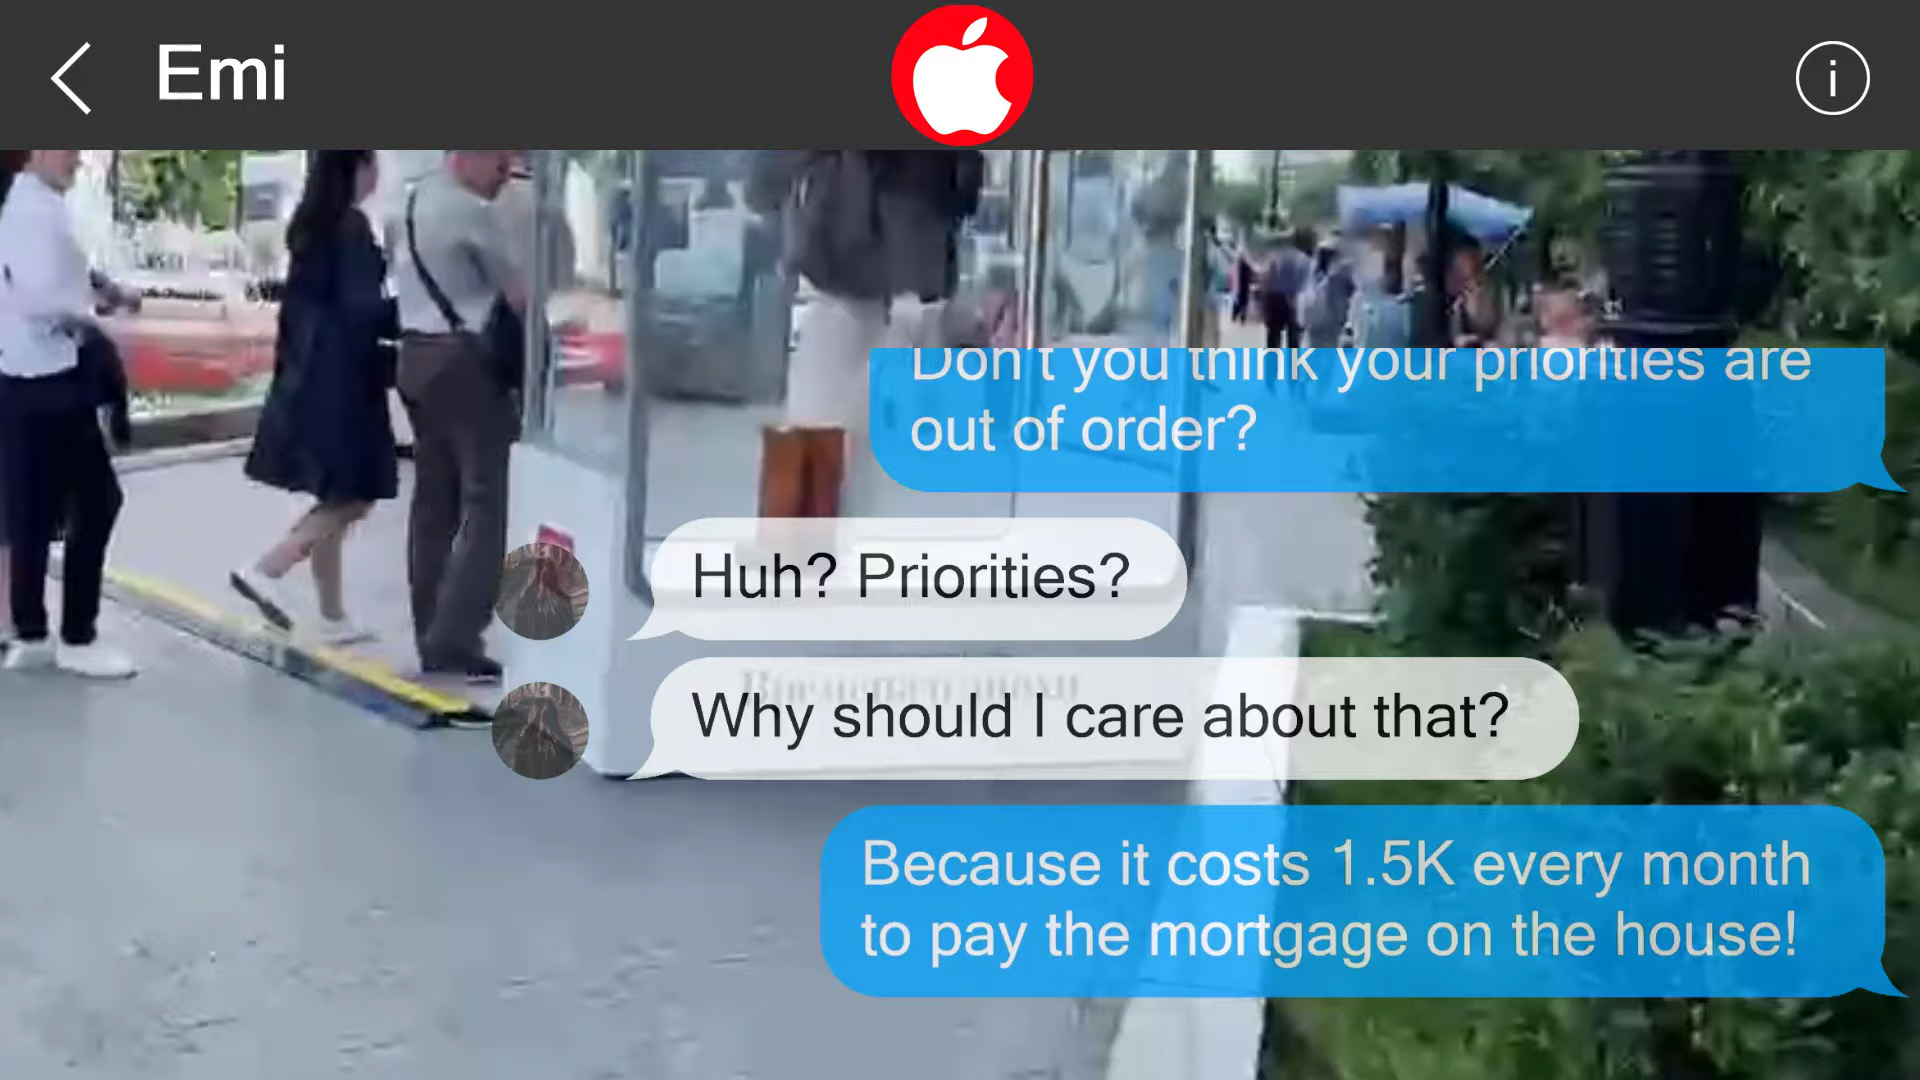 Emi
Don't you think your priorities are
out of order?
Huh? Priorities?
Why should I care about that?
Because it costs 1.5K every month
to pay the mortgage on the house!